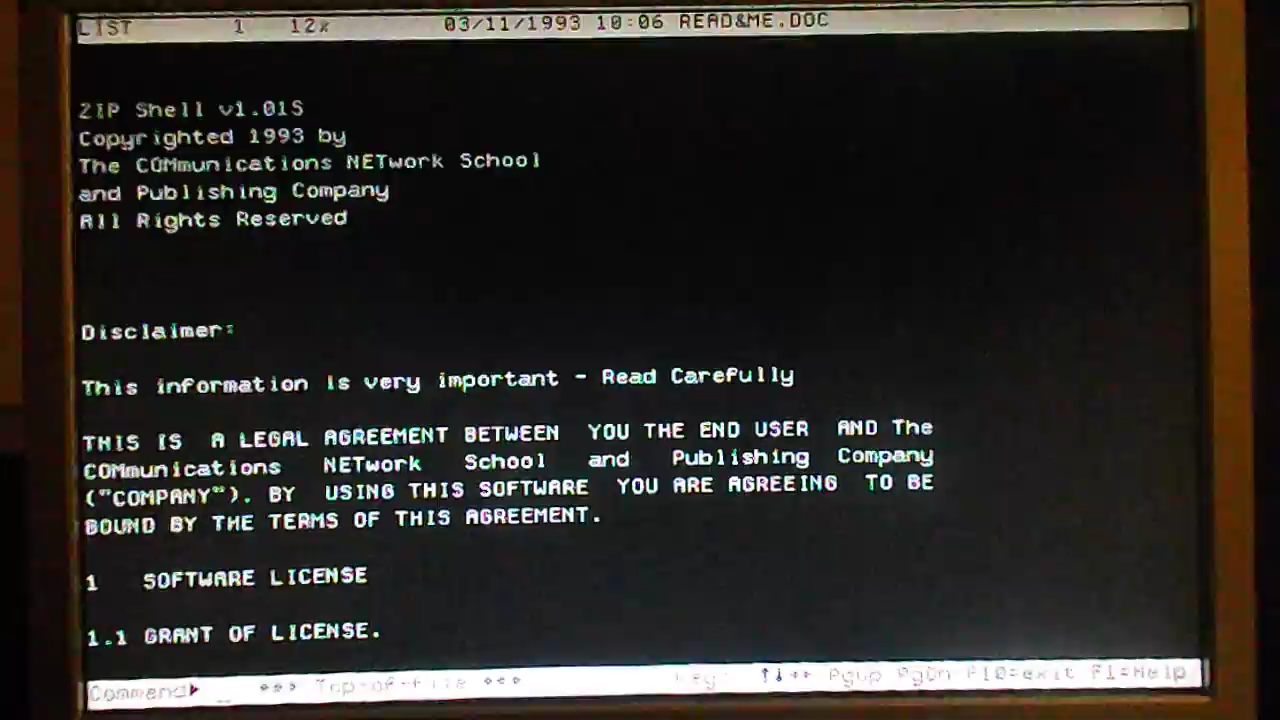 LIST 1 12% 03/11/1993 10:06 READ&ME.DOC
ZIP Shell v1.01S
Copyrighted 1993 by
The COMmunications NETwork School
and Publishing Company
All Rights Reserved
Disclaimer:
This information is very important - Read Carefully
THIS IS A LEGAL AGREEMENT BETWEEN YOU THE END USER AND The
COMmunications NETwork School and Publishing Company
("COMPANY"). BY USING THIS SOFTWARE YOU ARE AGREEING TO BE
BOUND BY THE TERMS OF THIS AGREEMENT.
1 SOFTWARE LICENSE
1.1 GRANT OF LICENSE.
Command► *** Top-of-file *** Keys: ↑↓←→ PgUp PgDn F10=exit F1=Help